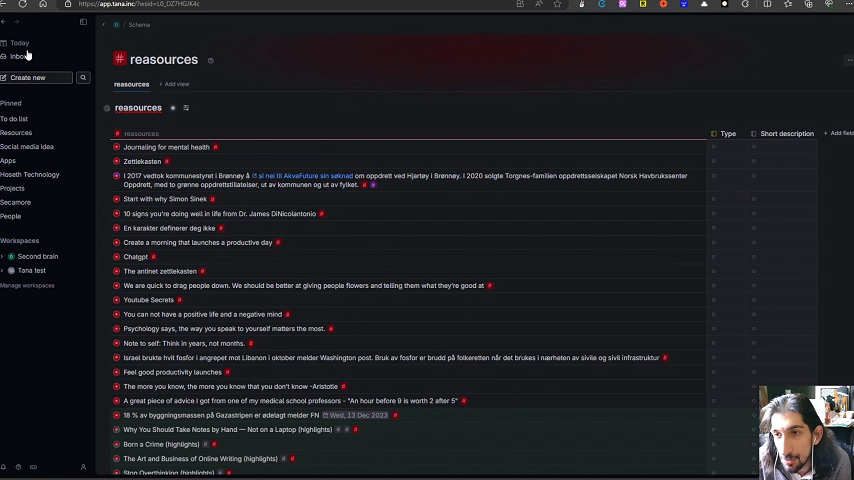 https://app.tana.inc/?wsid=L0_DZ7HGJK4c
Schema
Today
Inbox
Create new
Pinned
To do list
Resources
Social media idea
Apps
Hoseth Technology
Projects
Seacamore
People
Workspaces
Second brain
Tana test
Manage workspaces
# reasources
reasources
+ Add view
reasources
# reasources
Type
Short description
+ Add field
Journaling for mental health #
Zettlekasten #
I 2017 vedtok kommunestyret i Brønnøy å si nei til AkvaFuture sin søknad om oppdrett ved Hjartøy i Brønnøy. I 2020 solgte Torgnes-familien oppdrettsselskapet Norsk Havbrukssenter
Oppdrett, med to grønne oppdrettstillatelser, ut av kommunen og ut av fylket. # #
Start with why Simon Sinek #
10 signs you're doing well in life from Dr. James DiNicolantonio #
En karakter definerer deg ikke #
Create a morning that launches a productive day #
Chatgpt #
The antinet zettlekasten #
We are quick to drag people down. We should be better at giving people flowers and telling them what they're good at #
Youtube Secrets #
You can not have a positive life and a negative mind #
Psychology says, the way you speak to yourself matters the most. #
Note to self: Think in years, not months. #
Israel brukte hvit fosfor i angrepet mot Libanon i oktober melder Washington post. Bruk av fosfor er brudd på folkeretten når det brukes i nærheten av sivile og sivil infrastruktur #
Feel good productivity launches #
The more you know, the more you know that you don't know -Aristotle #
A great piece of advice I got from one of my medical school professors - "An hour before 9 is worth 2 after 5" #
18 % av bygningsmassen på Gazastripen er ødelagt melder FN Wed, 13 Dec 2023 #
Why You Should Take Notes by Hand — Not on a Laptop (highlights) # # #
Born a Crime (highlights) # #
The Art and Business of Online Writing (highlights) # #
Stop Overthinking (highlights) # #